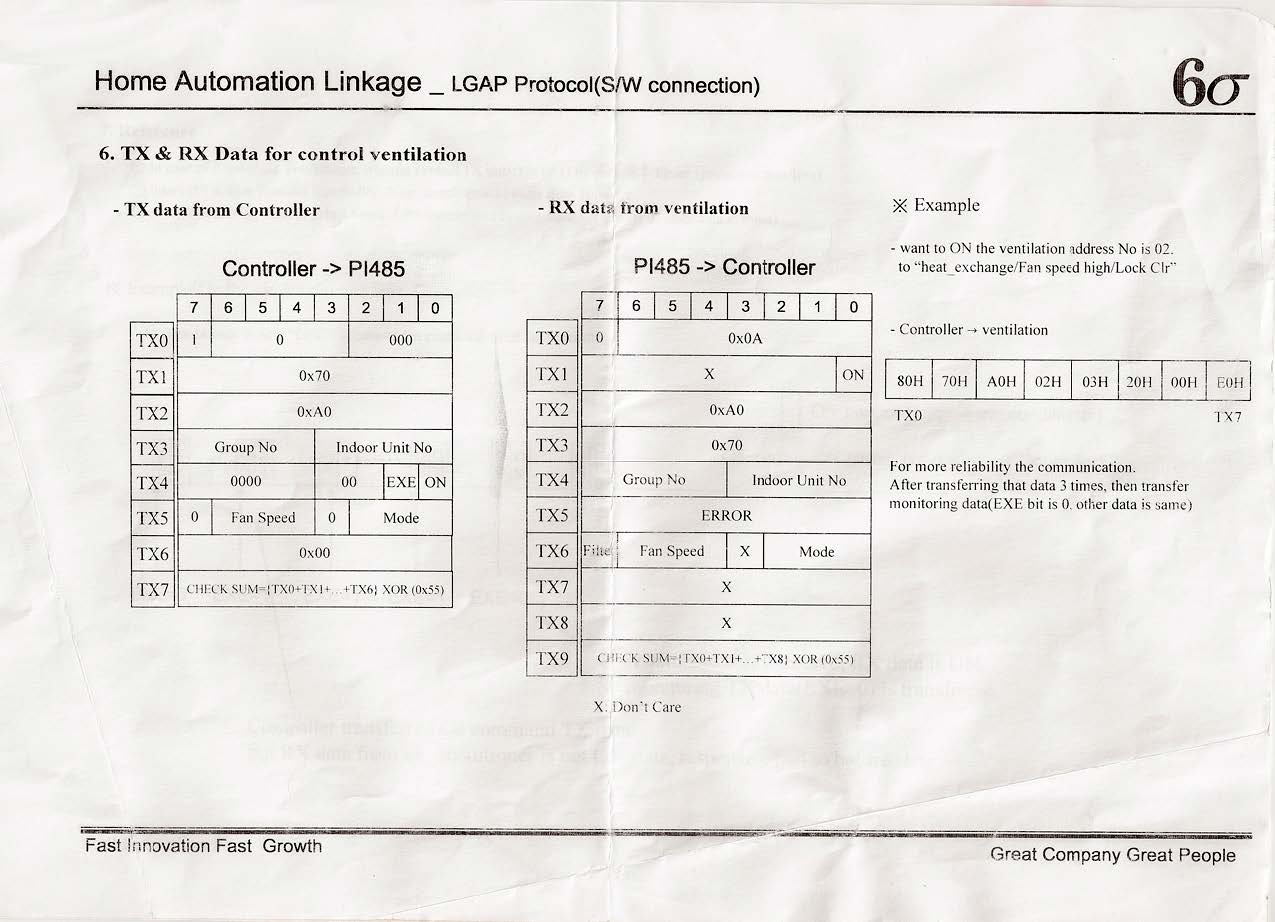 Home Automation Linkage _ LGAP Protocol(S/W connection)
6σ
6. TX & RX Data for control ventilation
- TX data from Controller
Controller -> PI485
7 6 5 4 3 2 1 0
TX0 1 0 000
TX1 0x70
TX2 0xA0
TX3 Group No Indoor Unit No
TX4 0000 00 EXE ON
TX5 0 Fan Speed 0 Mode
TX6 0x00
TX7 CHECK SUM={TX0+TX1+...+TX6} XOR (0x55)
- RX data from ventilation
PI485 -> Controller
7 6 5 4 3 2 1 0
TX0 0 0x0A
TX1 X ON
TX2 0xA0
TX3 0x70
TX4 Group No Indoor Unit No
TX5 ERROR
TX6 Filte Fan Speed X Mode
TX7 X
TX8 X
TX9 CHECK SUM={TX0+TX1+...+TX8} XOR (0x55)
X: Don't Care
※ Example
- want to ON the ventilation address No is 02.
to "heat_exchange/Fan speed high/Lock Clr"
- Controller → ventilation
80H 70H A0H 02H 03H 20H 00H E0H
TX0 TX7
For more reliability the communication.
After transferring that data 3 times, then transfer
monitoring data(EXE bit is 0, other data is same)
Fast Innovation Fast Growth
Great Company Great People